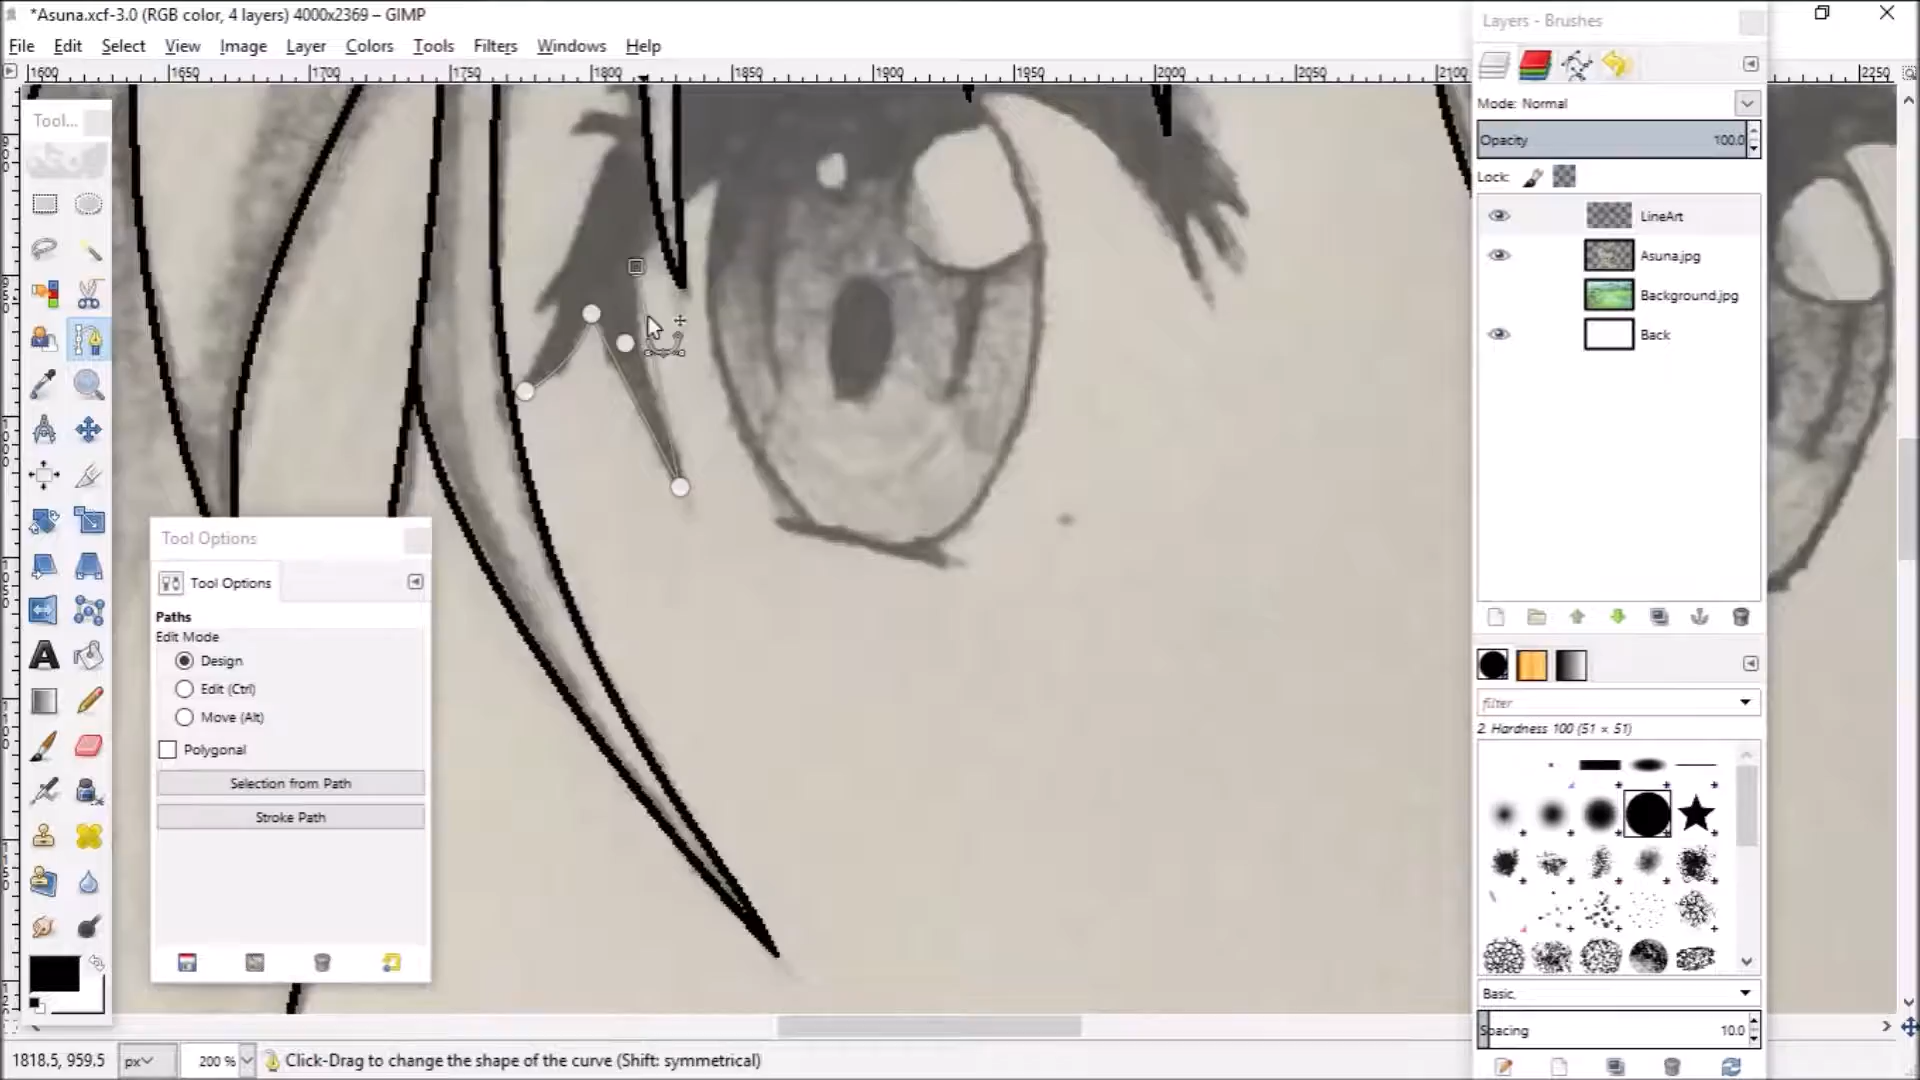 *Asuna.xcf-3.0 (RGB color, 4 layers) 4000x2369 – GIMP
File Edit Select View Image Layer Colors Tools Filters Windows Help
1600 1650 1700 1750 1800 1850 1900 1950 2000 2050 2100 2250
Tool...
Tool Options
Tool Options
Paths
Edit Mode
Design
Edit (Ctrl)
Move (Alt)
Polygonal
Selection from Path
Stroke Path
Layers - Brushes
Mode: Normal
Opacity 100.0
Lock:
LineArt
Asuna.jpg
Background.jpg
Back
filter
2. Hardness 100 (51 × 51)
Basic,
Spacing 10.0
1818.5, 959.5 px 200 % Click-Drag to change the shape of the curve (Shift: symmetrical)